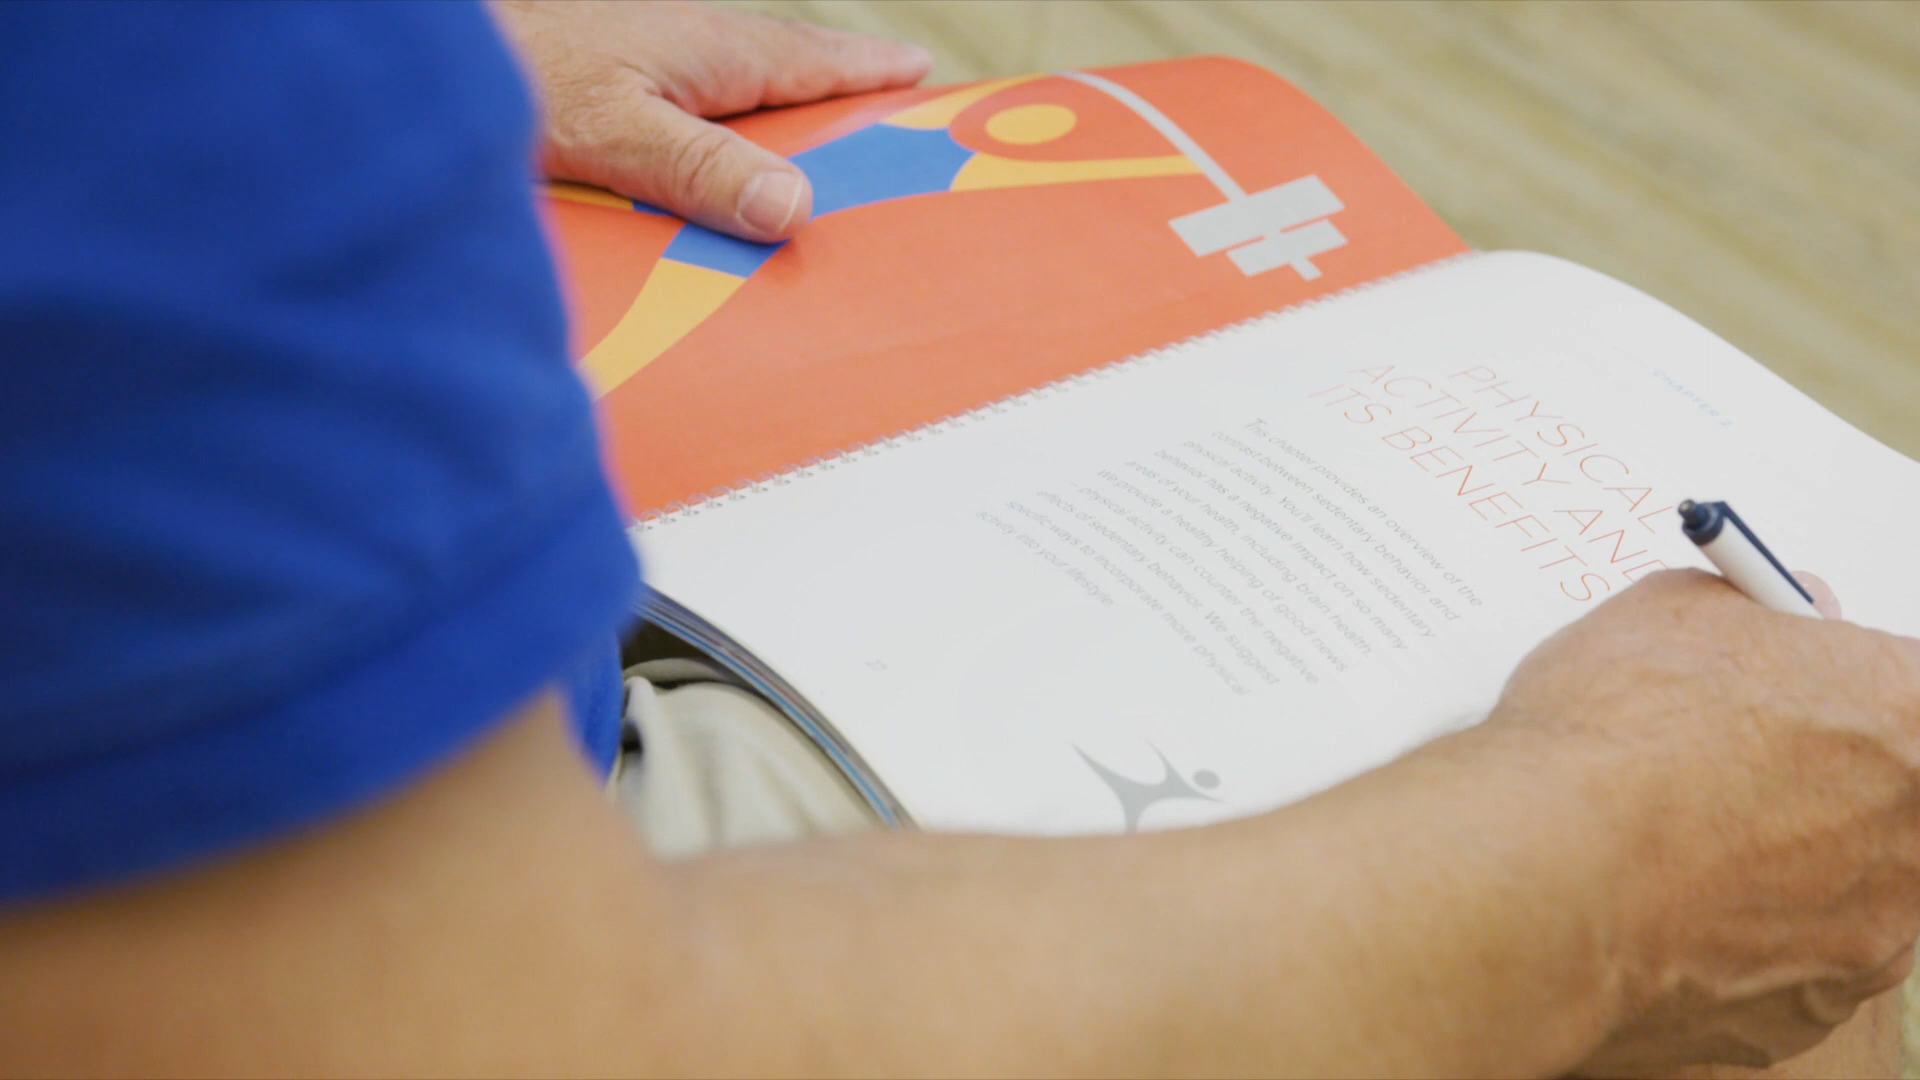 CHAPTER 2
PHYSICAL
ACTIVITY AND
ITS BENEFITS
This chapter provides an overview of the
contrast between sedentary behavior and
physical activity. You'll learn how sedentary
behavior has a negative impact on so many
areas of your health, including brain health.
We provide a healthy helping of good news
– physical activity can counter the negative
effects of sedentary behavior. We suggest
specific ways to incorporate more physical
activity into your lifestyle.
27